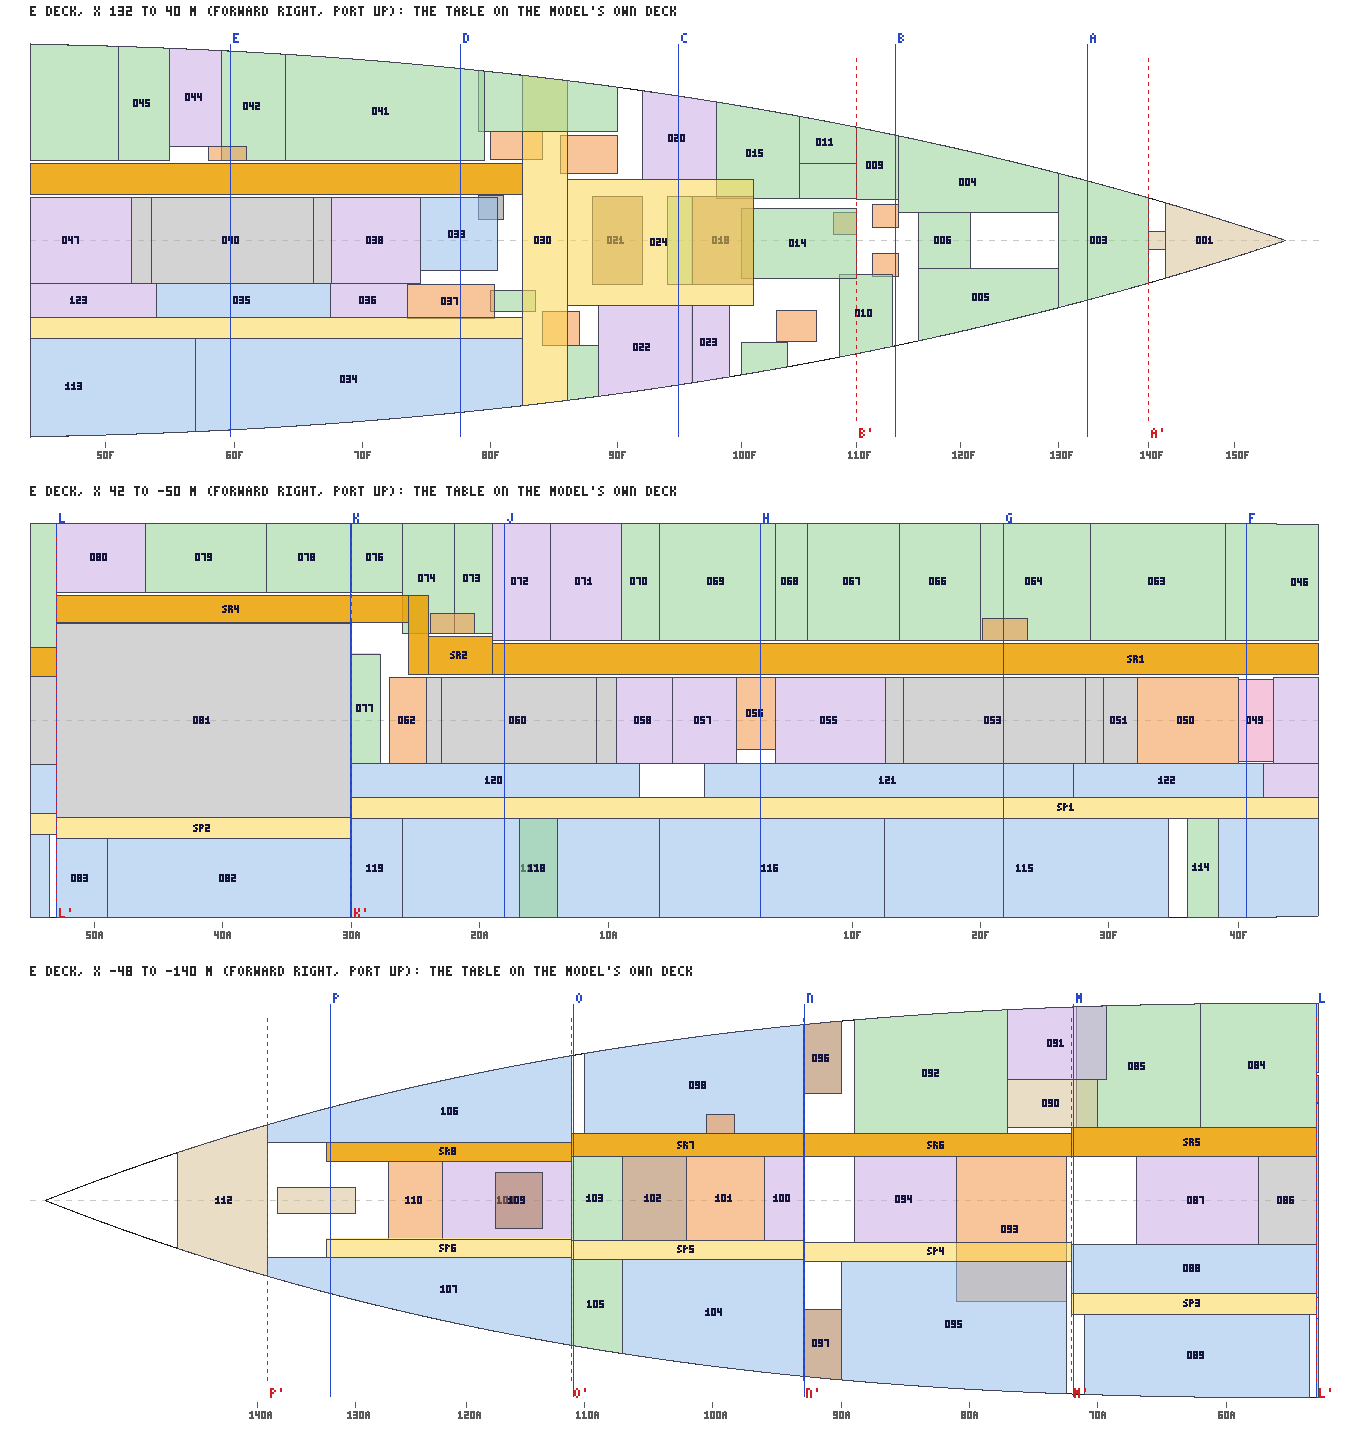 E DECK, X 132 TO 40 M (FORWARD RIGHT, PORT UP): THE TABLE ON THE MODEL'S OWN DECK
E D C B A
045 044 042 041 020 015 011 009 004
047 040 038 033 030 021 024 018 014 006 003 001
123 035 036 037 010 005
113 034 022 023
B' A'
50F 60F 70F 80F 90F 100F 110F 120F 130F 140F 150F
E DECK, X 42 TO -50 M (FORWARD RIGHT, PORT UP): THE TABLE ON THE MODEL'S OWN DECK
L K J H G F
080 079 078 076 074 073 072 071 070 069 068 067 066 064 063 046
SR4 SR2 SR1
081 077 062 060 058 057 056 055 053 051 050 049
120 121 122
SP2 SP1
083 082 119 118 116 115 114
L' K'
50A 40A 30A 20A 10A 10F 20F 30F 40F
E DECK, X -48 TO -140 M (FORWARD RIGHT, PORT UP): THE TABLE ON THE MODEL'S OWN DECK
P O N M L
106 098 096 092 091 090 085 084
SR8 SR7 SR6 SR5
112 110 109 103 102 101 100 094 093 087 086
SP6 SP5 SP4 088 SP3
107 105 104 097 095 089
P' O' N' M' L'
140A 130A 120A 110A 100A 90A 80A 70A 60A